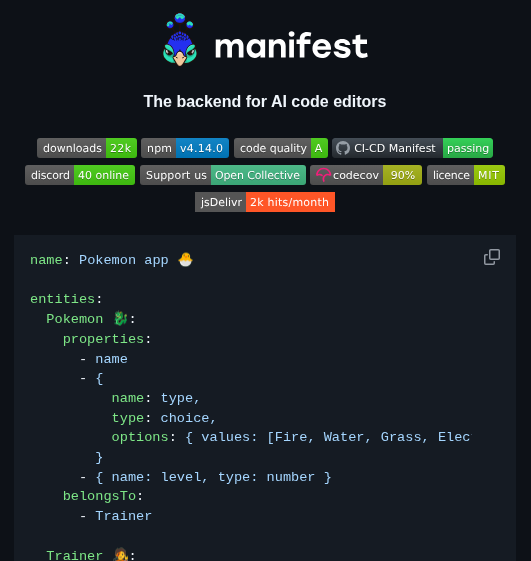 manifest
The backend for AI code editors
downloads 22k npm v4.14.0 code quality A CI-CD Manifest passing
discord 40 online Support us Open Collective codecov 90% licence MIT
jsDelivr 2k hits/month
name: Pokemon app 🐣
entities:
Pokemon 🐉:
properties:
- name
- {
name: type,
type: choice,
options: { values: [Fire, Water, Grass, Elec
}
- { name: level, type: number }
belongsTo:
- Trainer
Trainer 🧑‍🎤: